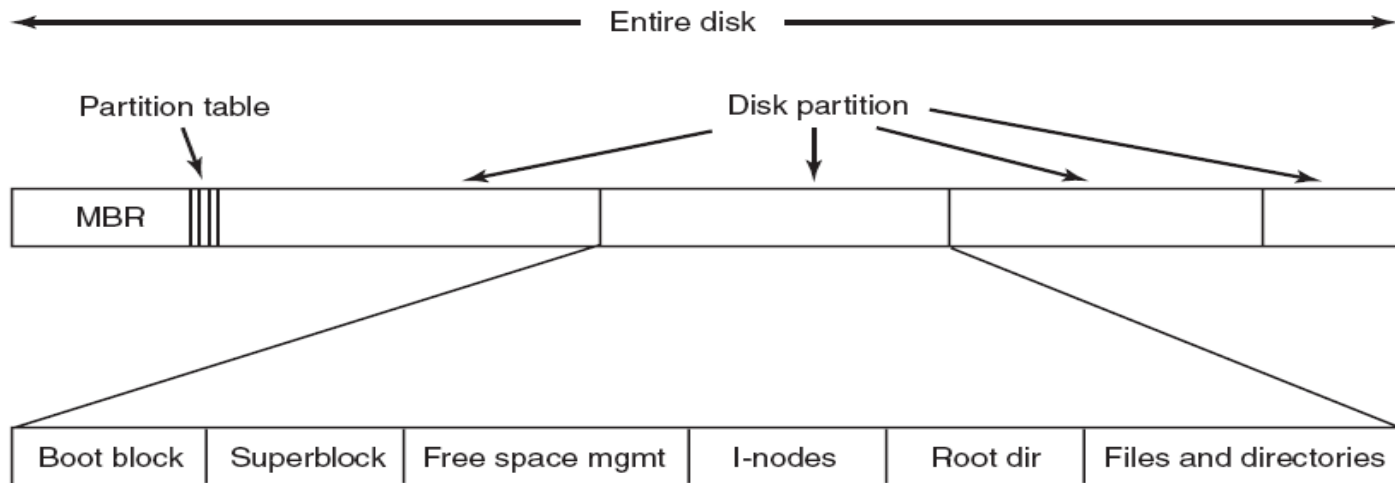 Entire disk
Partition table
Disk partition
MBR
Boot block
Superblock
Free space mgmt
I-nodes
Root dir
Files and directories